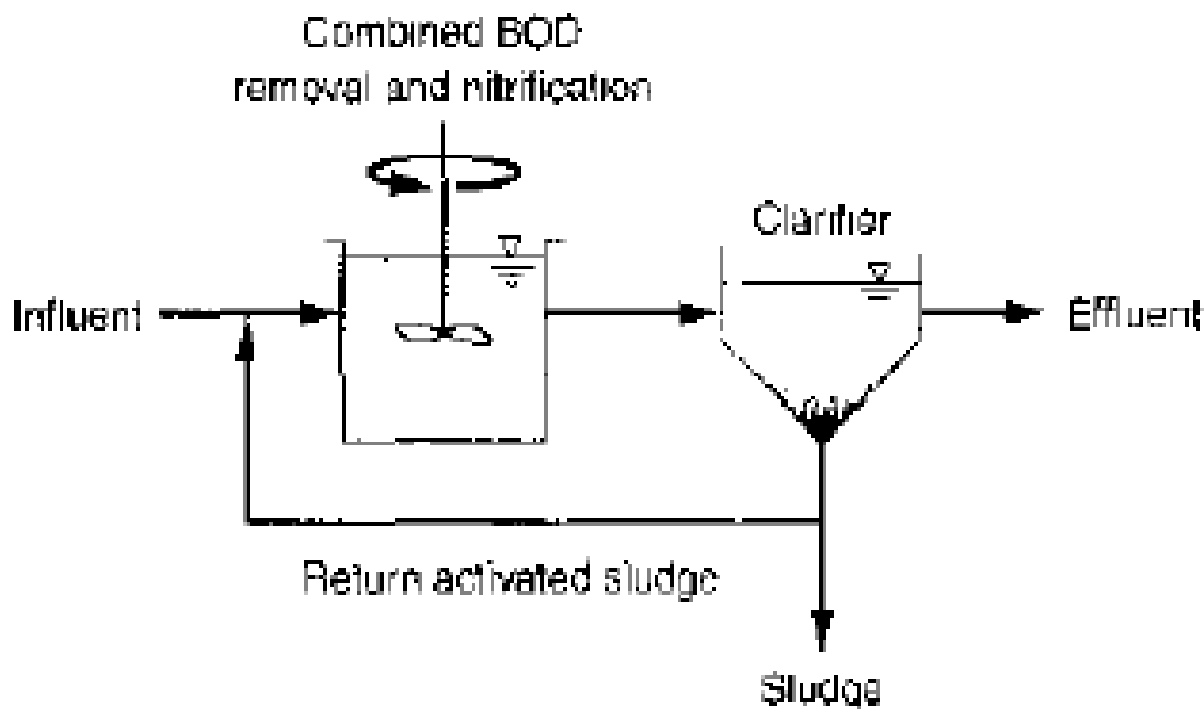 Combined BOD
removal and nitrification
Clarifier
Influent
Effluent
Return activated sludge
Sludge